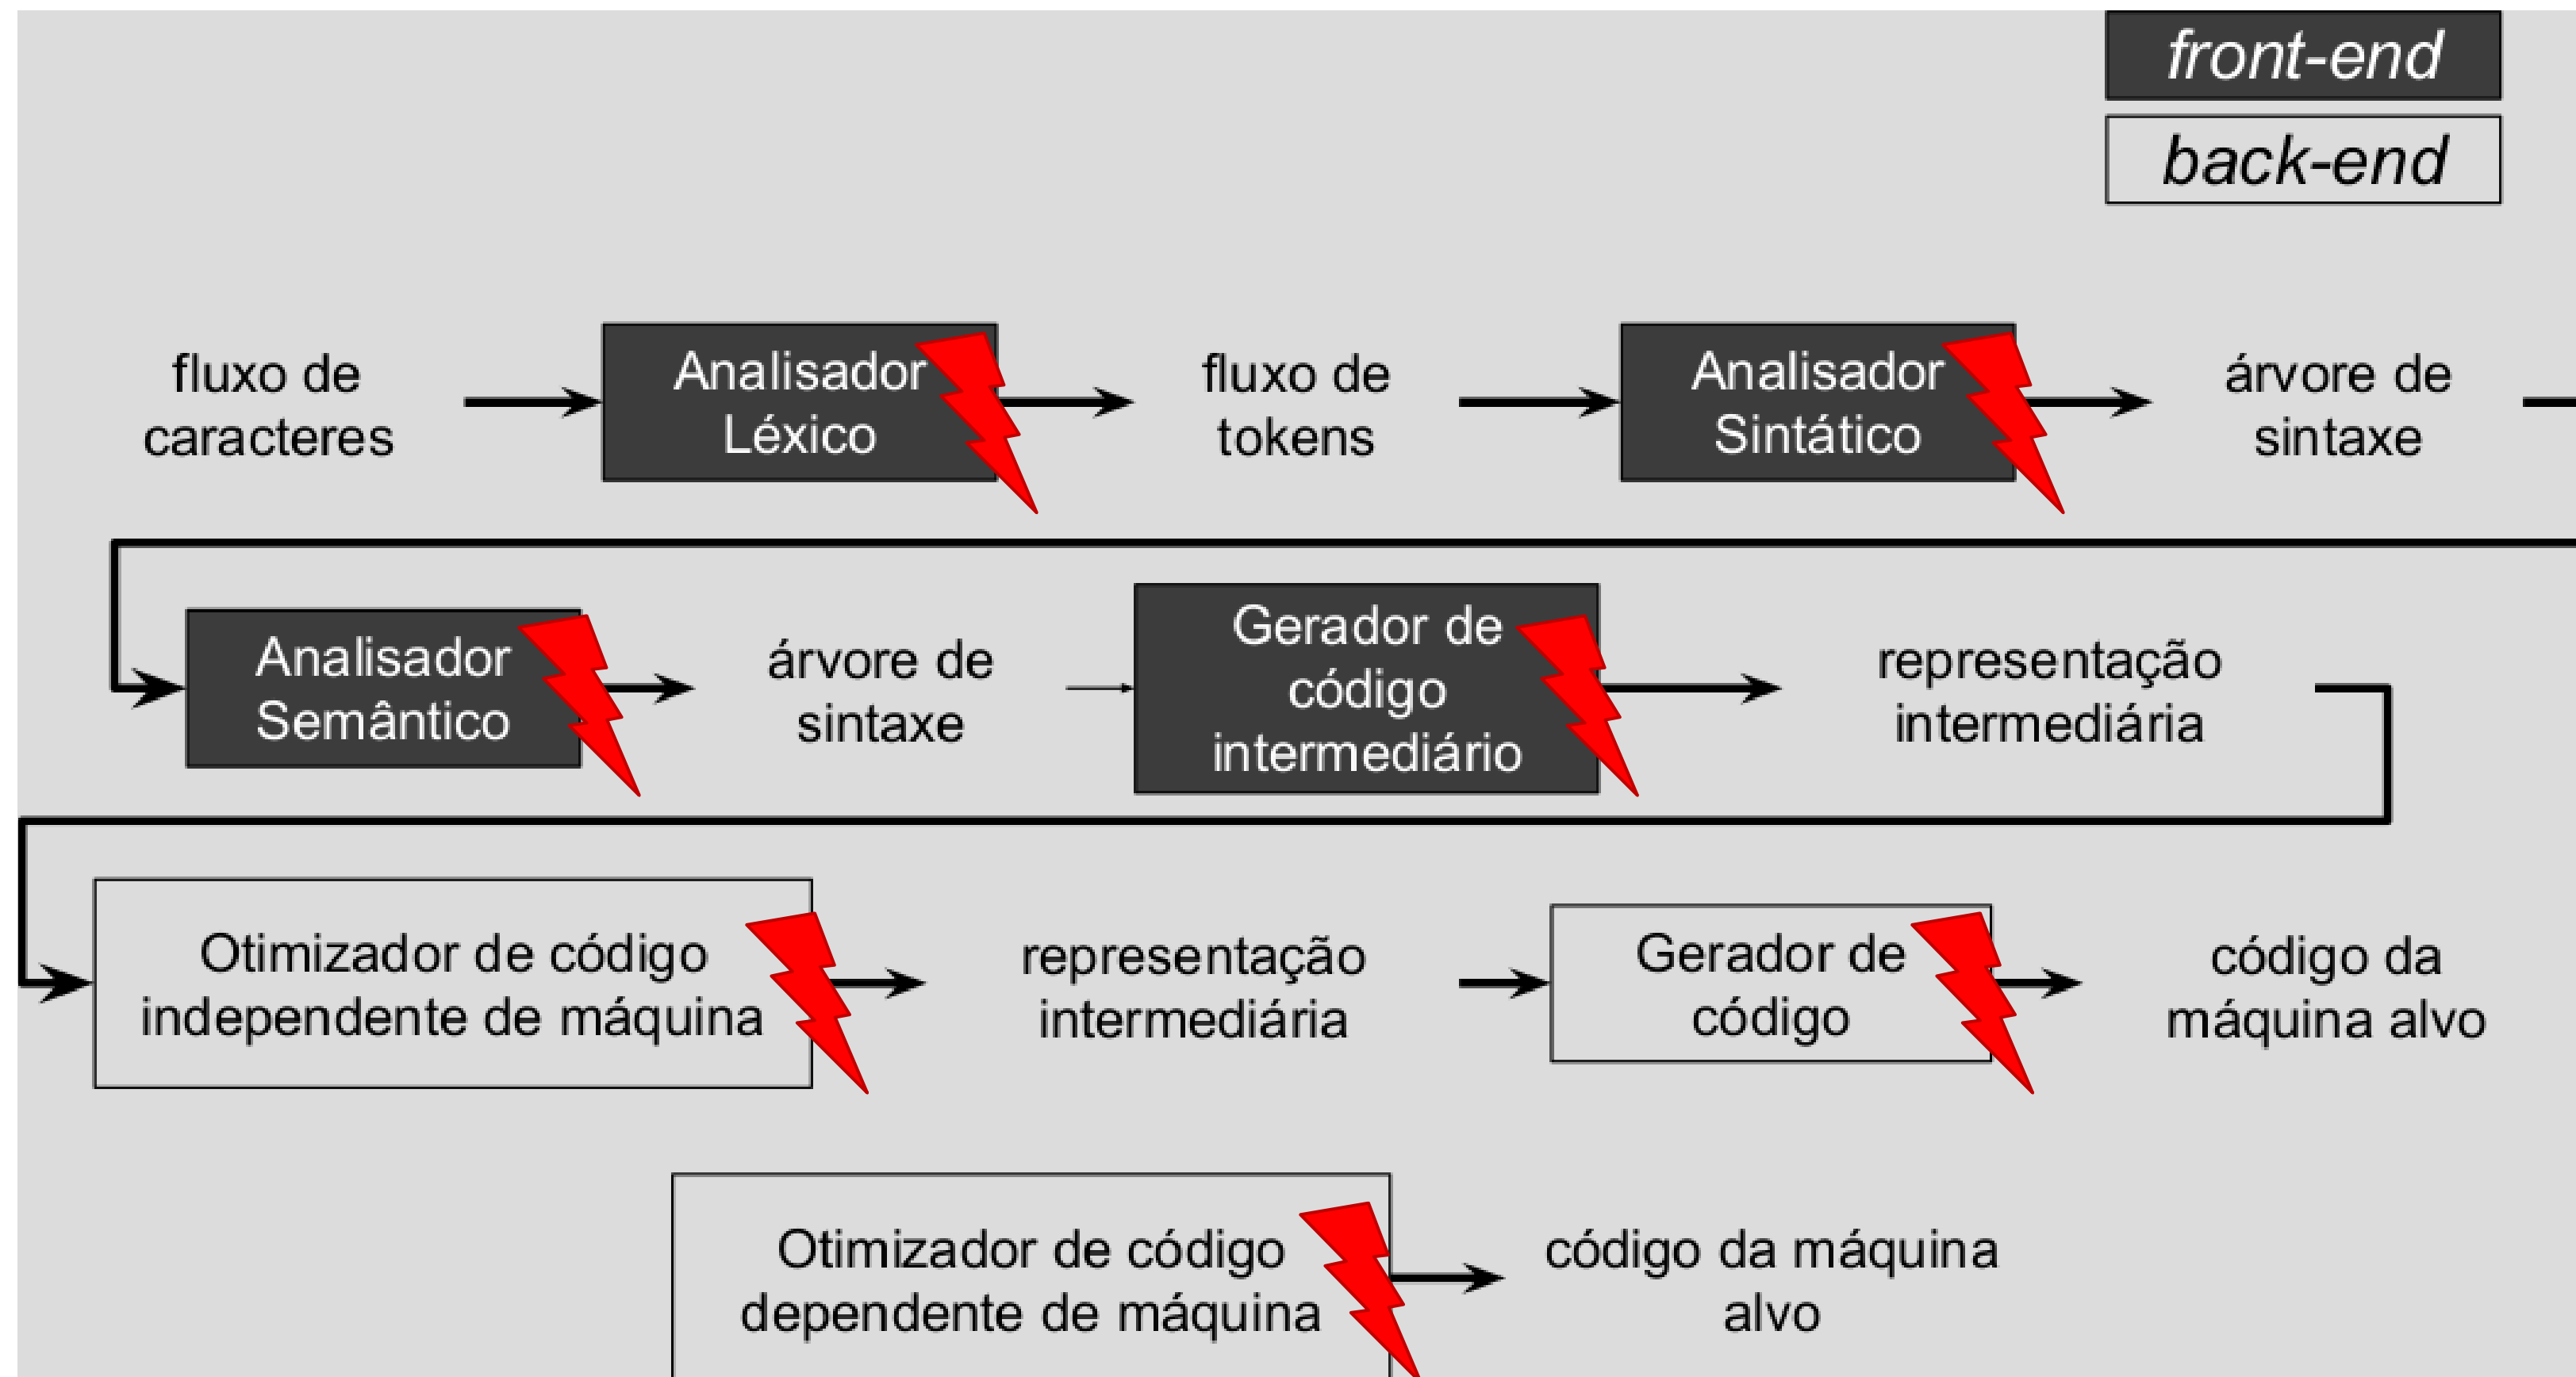 front-end
back-end
fluxo de
caracteres
Analisador
Léxico
fluxo de
tokens
Analisador
Sintático
árvore de
sintaxe
Analisador
Semântico
árvore de
sintaxe
Gerador de
código
intermediário
representação
intermediária
Otimizador de código
independente de máquina
representação
intermediária
Gerador de
código
código da
máquina alvo
Otimizador de código
dependente de máquina
código da máquina
alvo